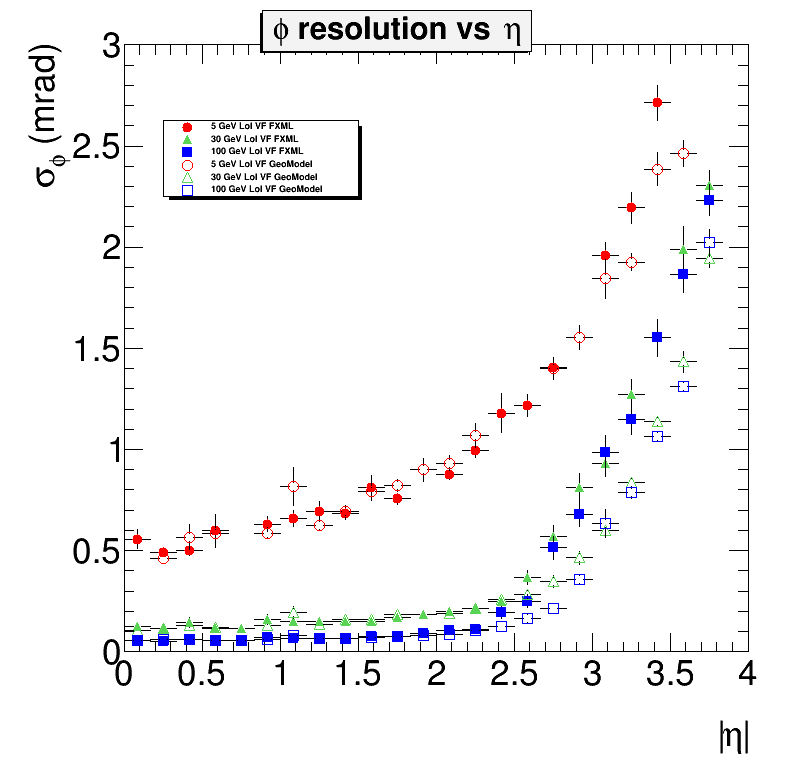 ϕ resolution vs η
σϕ (mrad)
3
2.5
2
1.5
1
0.5
0
5 GeV LoI VF FXML
30 GeV LoI VF FXML
100 GeV LoI VF FXML
5 GeV LoI VF GeoModel
30 GeV LoI VF GeoModel
100 GeV LoI VF GeoModel
0 0.5 1 1.5 2 2.5 3 3.5 4
|η|